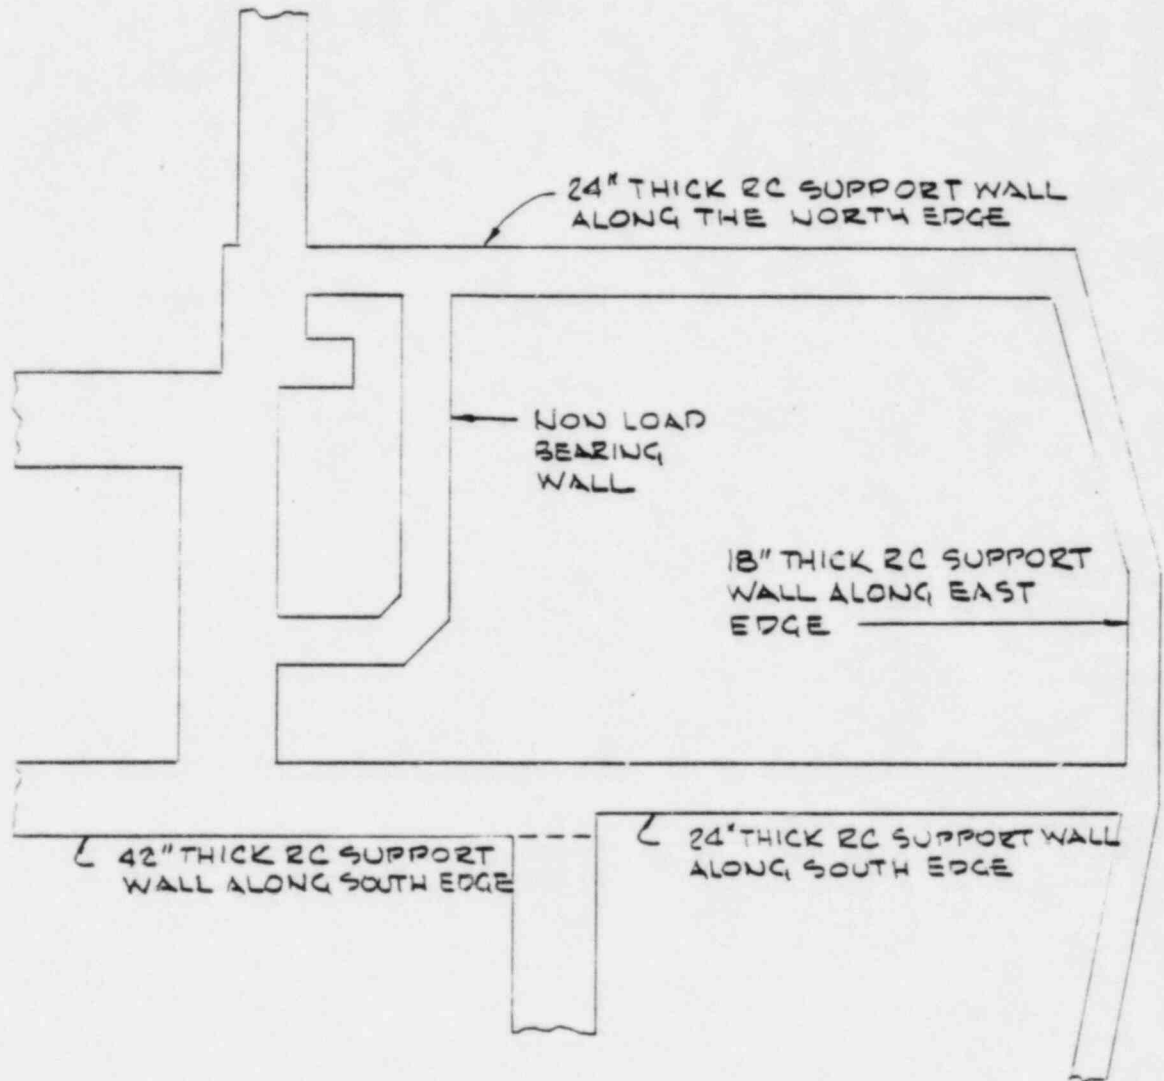 24" THICK RC SUPPORT WALL
ALONG THE NORTH EDGE
NON LOAD
BEARING
WALL
18" THICK RC SUPPORT
WALL ALONG EAST
EDGE
42" THICK RC SUPPORT
WALL ALONG SOUTH EDGE
24" THICK RC SUPPORT WALL
ALONG SOUTH EDGE